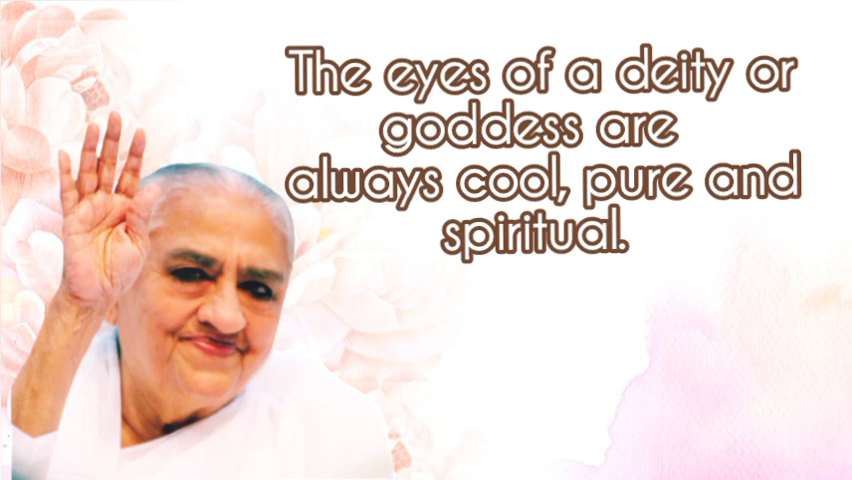 The eyes of a deity or
goddess are
always cool, pure and
spiritual.